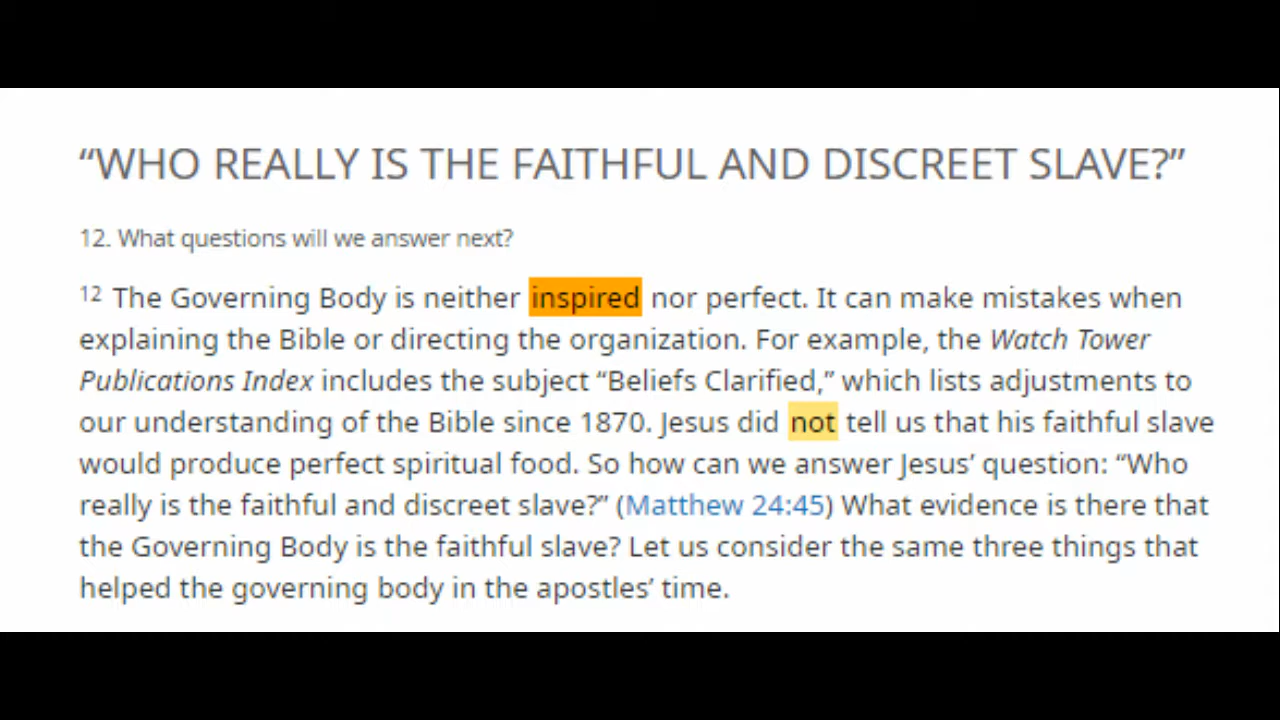 “WHO REALLY IS THE FAITHFUL AND DISCREET SLAVE?”
12. What questions will we answer next?
12 The Governing Body is neither inspired nor perfect. It can make mistakes when
explaining the Bible or directing the organization. For example, the Watch Tower
Publications Index includes the subject “Beliefs Clarified,” which lists adjustments to
our understanding of the Bible since 1870. Jesus did not tell us that his faithful slave
would produce perfect spiritual food. So how can we answer Jesus’ question: “Who
really is the faithful and discreet slave?” (Matthew 24:45) What evidence is there that
the Governing Body is the faithful slave? Let us consider the same three things that
helped the governing body in the apostles’ time.